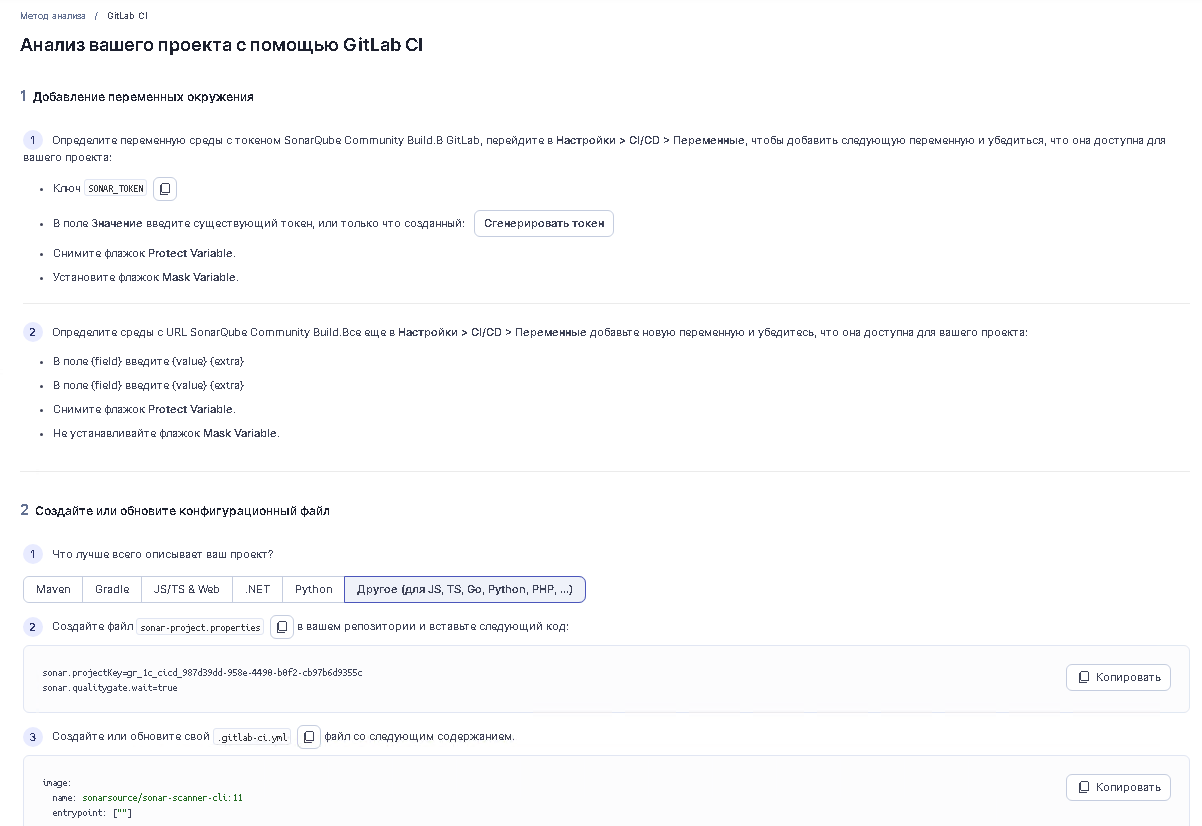 Метод анализа / GitLab CI
Анализ вашего проекта с помощью GitLab CI
1 Добавление переменных окружения
1 Определите переменную среды с токеном SonarQube Community Build.В GitLab, перейдите в Настройки > CI/CD > Переменные, чтобы добавить следующую переменную и убедиться, что она доступна для
вашего проекта:
• Ключ SONAR_TOKEN
• В поле Значение введите существующий токен, или только что созданный: Сгенерировать токен
• Снимите флажок Protect Variable.
• Установите флажок Mask Variable.
2 Определите среды с URL SonarQube Community Build.Все еще в Настройки > CI/CD > Переменные добавьте новую переменную и убедитесь, что она доступна для вашего проекта:
• В поле {field} введите {value} {extra}
• В поле {field} введите {value} {extra}
• Снимите флажок Protect Variable.
• Не устанавливайте флажок Mask Variable.
2 Создайте или обновите конфигурационный файл
1 Что лучше всего описывает ваш проект?
Maven Gradle JS/TS & Web .NET Python Другое (для JS, TS, Go, Python, PHP, ...)
2 Создайте файл sonar-project.properties в вашем репозитории и вставьте следующий код:
sonar.projectKey=gr_1c_cicd_987d39dd-958e-4490-b0f2-cb97b6d9355c
Копировать
sonar.qualitygate.wait=true
3 Создайте или обновите свой .gitlab-ci.yml файл со следующим содержанием.
image:
Копировать
name: sonarsource/sonar-scanner-cli:11
entrypoint: [""]